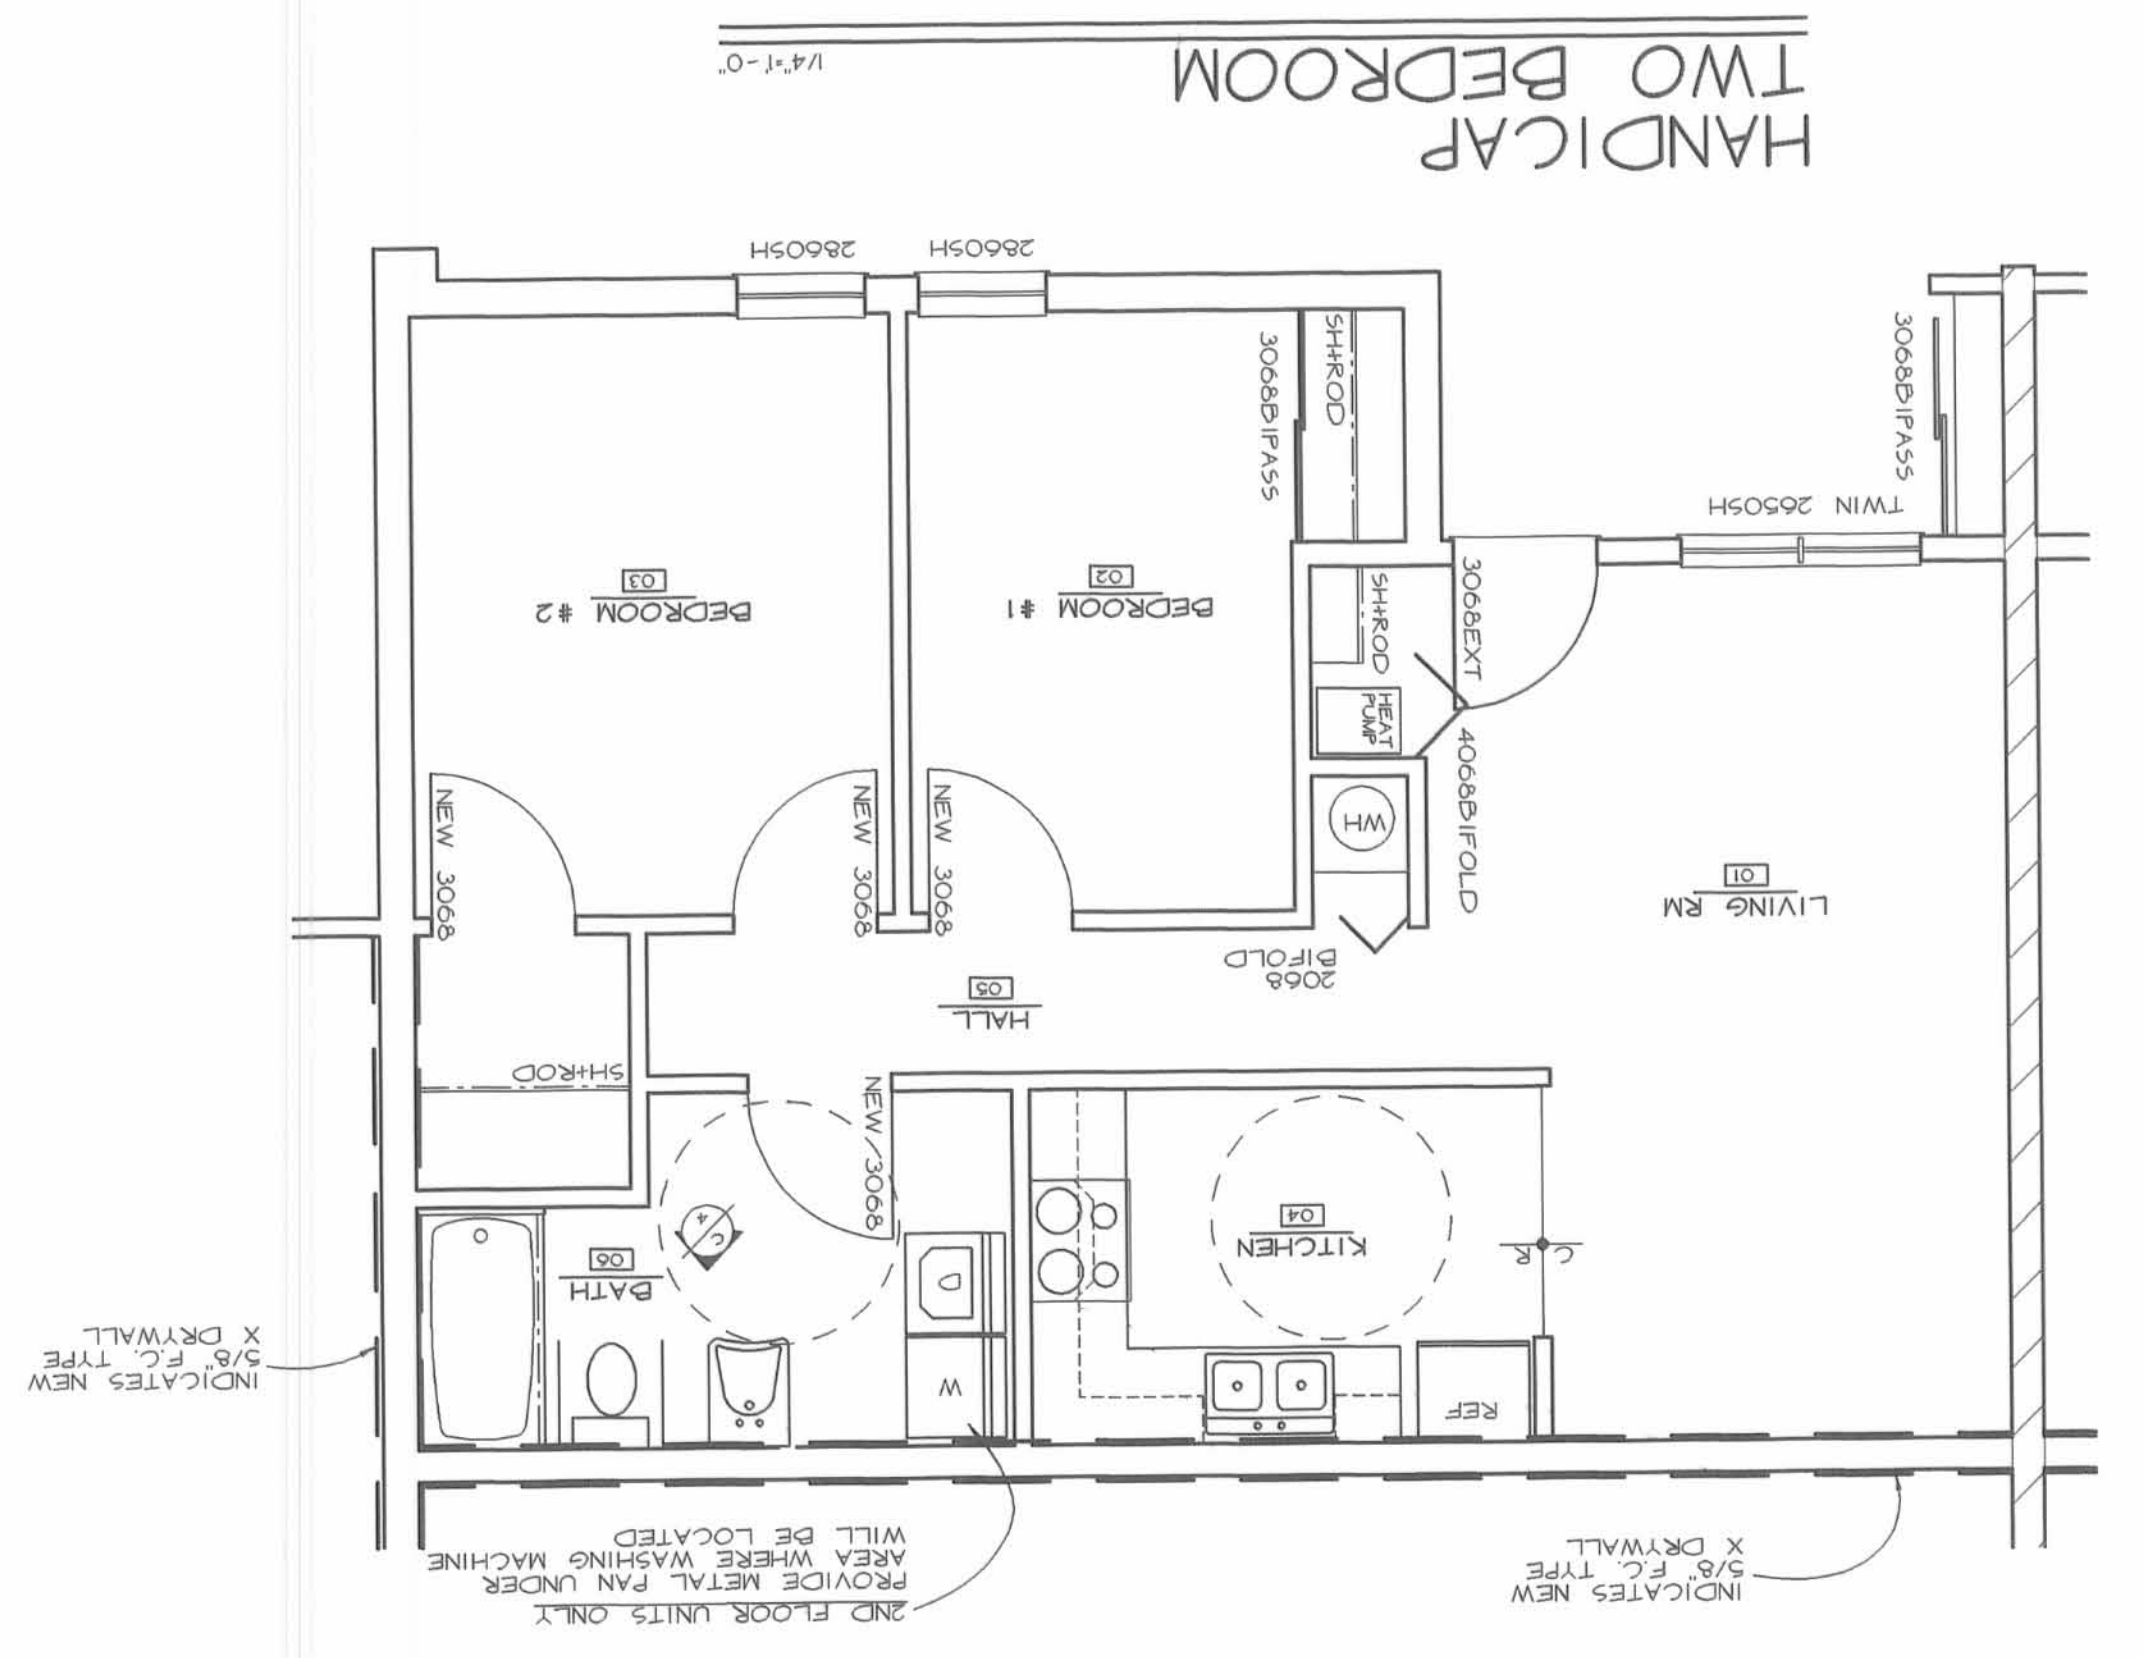 2ND FLOOR UNITS ONLY
PROVIDE METAL PAN UNDER
AREA WHERE WASHING MACHINE
WILL BE LOCATED
INDICATES NEW
5/8" F.C. TYPE
X DRYWALL
INDICATES NEW
5/8" F.C. TYPE
X DRYWALL
REF
W
D
BATH
06
C
4
C
R
KITCHEN
04
NEW 3068
SH+ROD
HALL
05
2068
BIFOLD
LIVING RM
01
4068BIFOLD
WH
NEW 3068
NEW 3068
NEW 3068
HEAT
PUMP
SH+ROD
3068EXT
BEDROOM #1
02
BEDROOM #2
03
TWIN 2650SH
3068BIPASS
SH+ROD
3068BIPASS
2860SH
2860SH
HANDICAP
TWO BEDROOM
1/4"=1'-0"